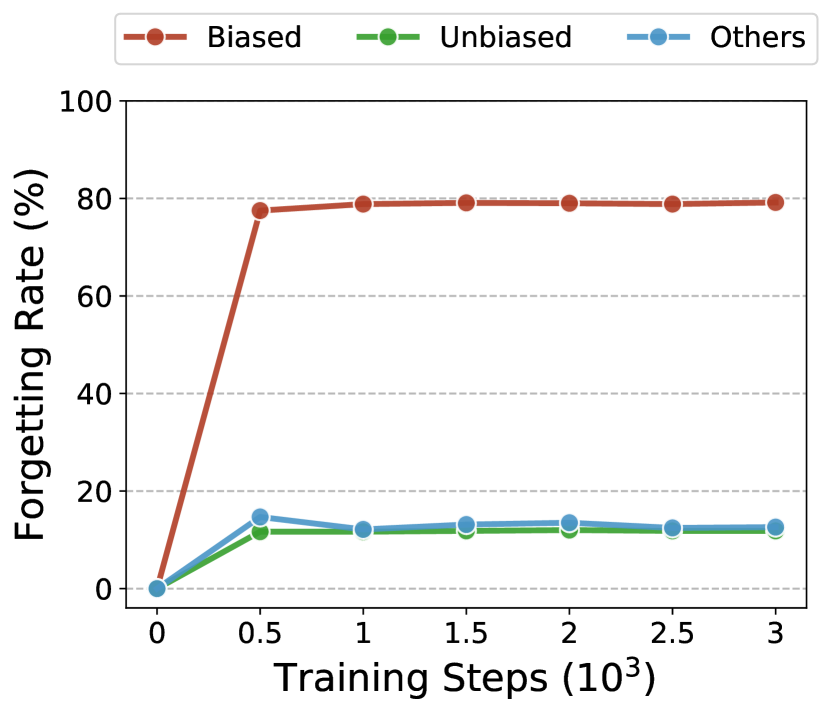 Biased Unbiased Others
100
80
60
40
20
0
Forgetting Rate (%)
0 0.5 1 1.5 2 2.5 3
Training Steps (10³)